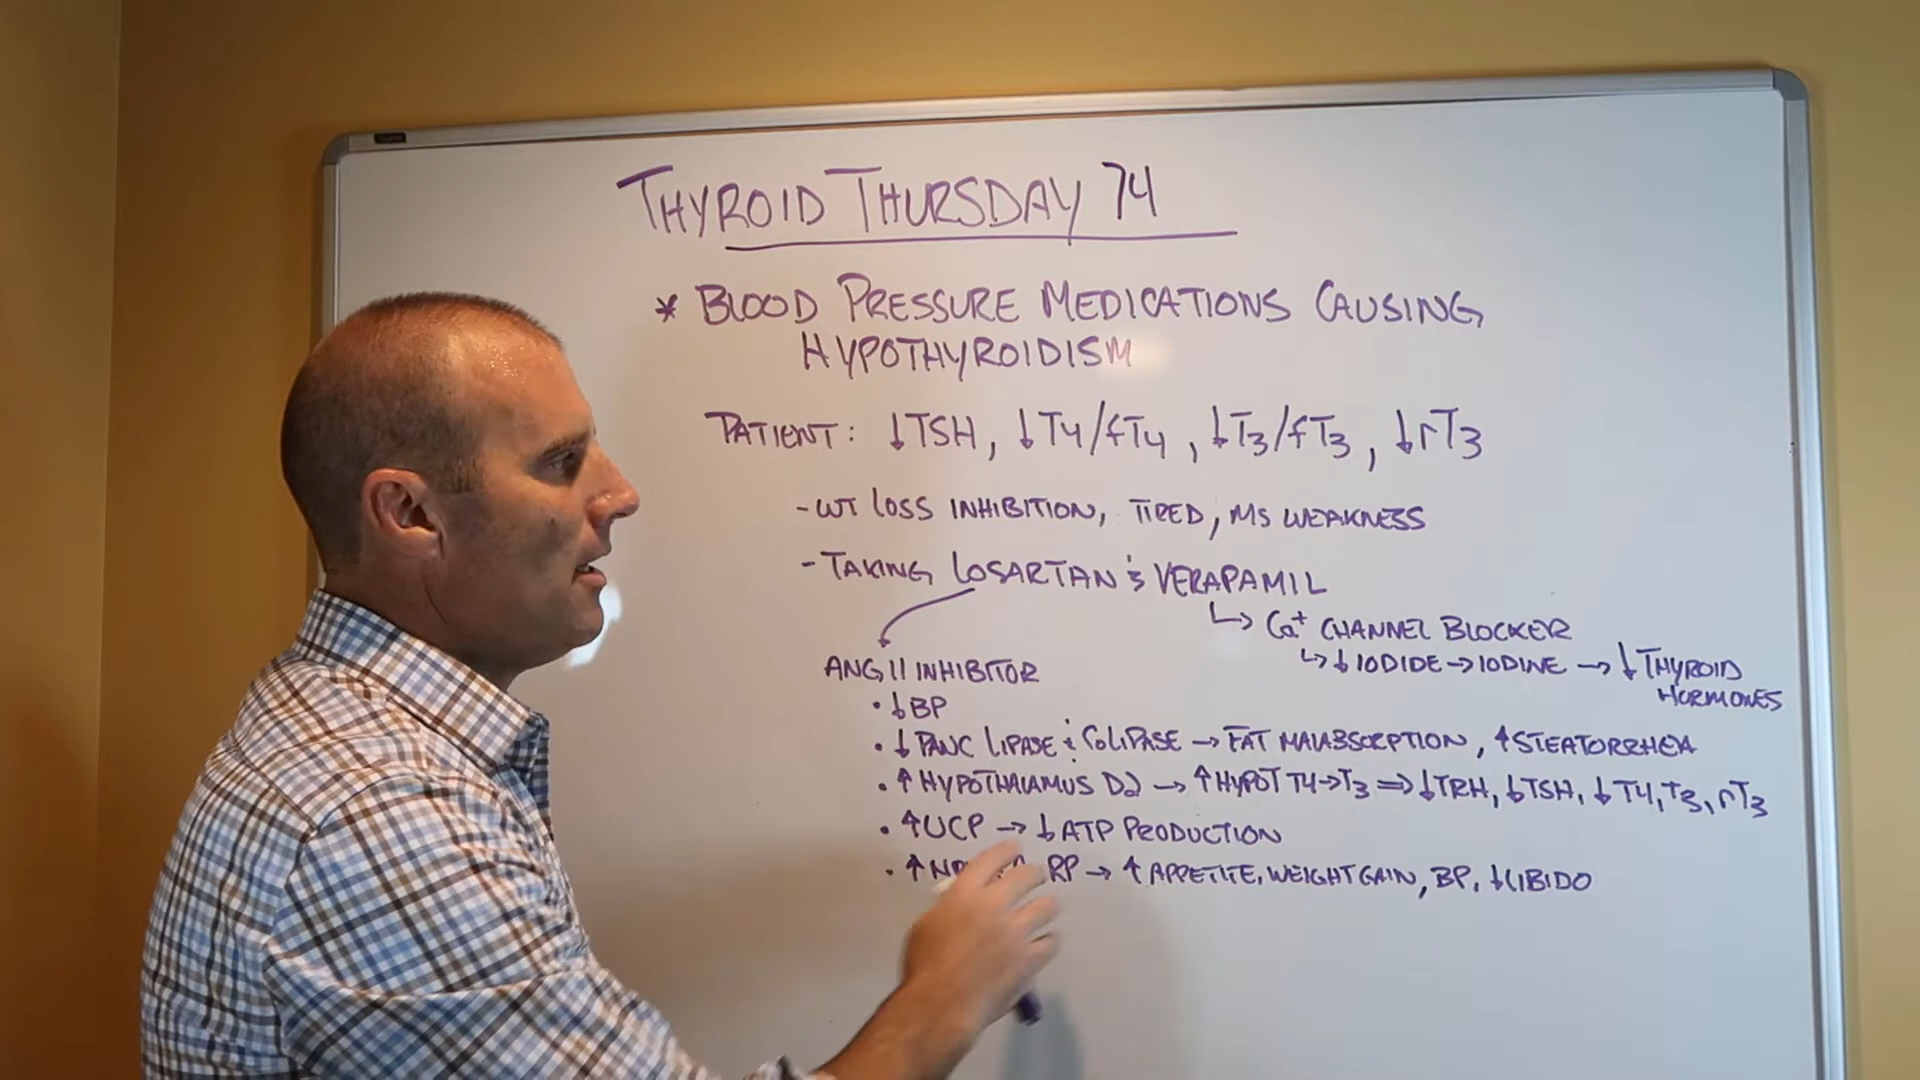 THYROID THURSDAY 74
* BLOOD PRESSURE MEDICATIONS CAUSING
HYPOTHYROIDISM
PATIENT: ↓TSH, ↓T4/fT4, ↓T3/fT3, ↓rT3
- WT LOSS INHIBITION, TIRED, MS WEAKNESS
- TAKING LOSARTAN & VERAPAMIL
↳ Ca+ CHANNEL BLOCKER
↳ ↓ IODIDE → IODINE → ↓ THYROID
HORMONES
ANG II INHIBITOR
• ↓BP
• ↓ PANC LIPASE & COLIPASE → FAT MALABSORPTION, ↑STEATORRHEA
• ↑ HYPOTHALAMUS D2 → ↑HYPOT T4→T3 ⇒ ↓TRH, ↓TSH, ↓T4, T3, rT3
• ↑UCP → ↓ATP PRODUCTION
• ↑ RP → ↑ APPETITE, WEIGHT GAIN, BP, ↓LIBIDO